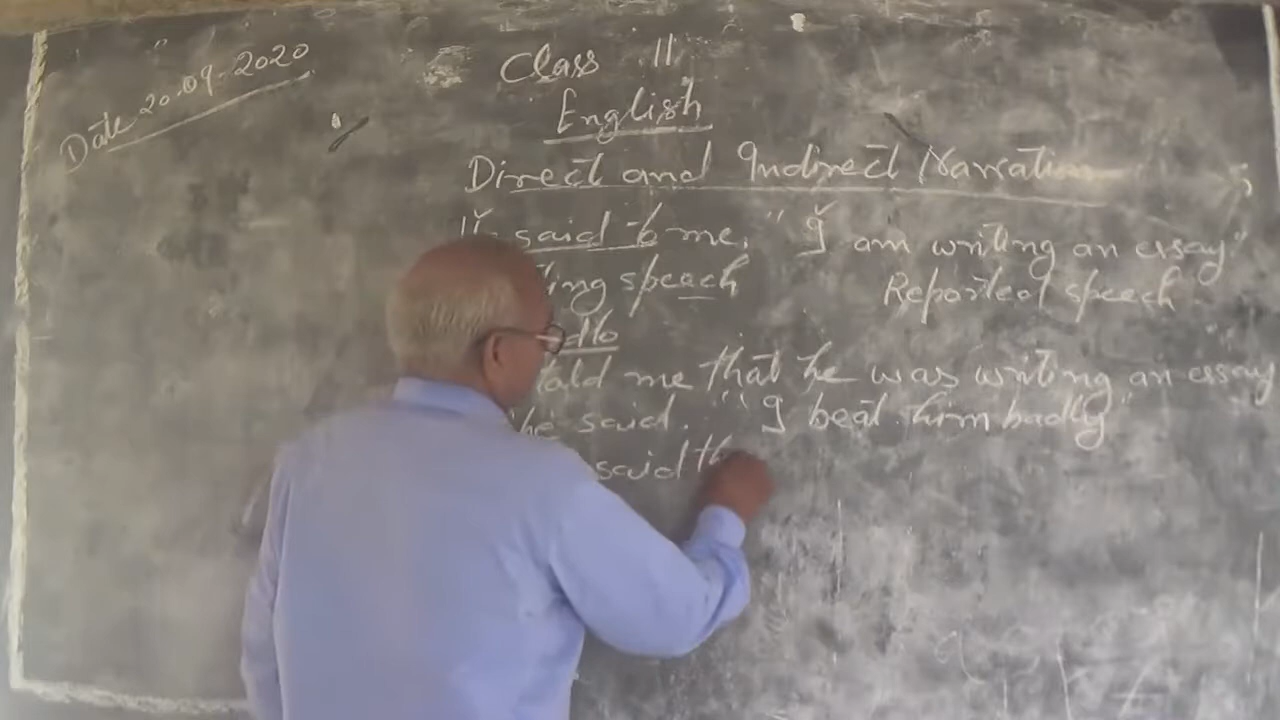 Date 20.09-2020
Class 11
English
Direct and Indirect Narration
said to me, "I am writing an essay"
ing speech Reported speech
told me that he was writing an essay
he said. "I beat him badly"
said th